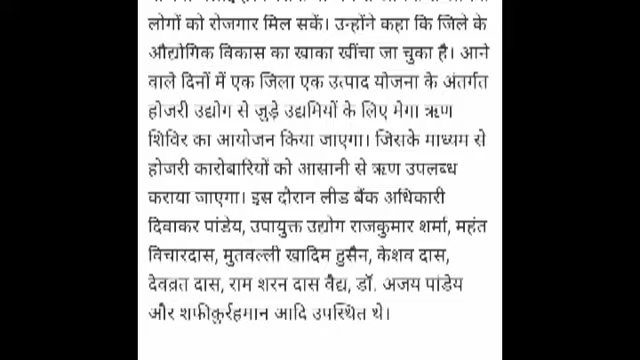 लोगों को रोजगार मिल सकें। उन्होंने कहा कि जिले के
औद्योगिक विकास का खाका खींचा जा चुका है। आने
वाले दिनों में एक जिला एक उत्पाद योजना के अंतर्गत
होजरी उद्योग से जुड़े उद्यमियों के लिए मेगा ऋण
शिविर का आयोजन किया जाएगा। जिसके माध्यम से
होजरी कारोबारियों को आसानी से ऋण उपलब्ध
कराया जाएगा। इस दौरान लीड बैंक अधिकारी
दिवाकर पांडेय, उपायुक्त उद्योग राजकुमार शर्मा, महंत
विचारदास, मुतवल्ली खादिम हुसैन, केशव दास,
देवव्रत दास, राम शरन दास वैद्य, डॉ. अजय पांडेय
और शफीकुर्रहमान आदि उपस्थित थे।